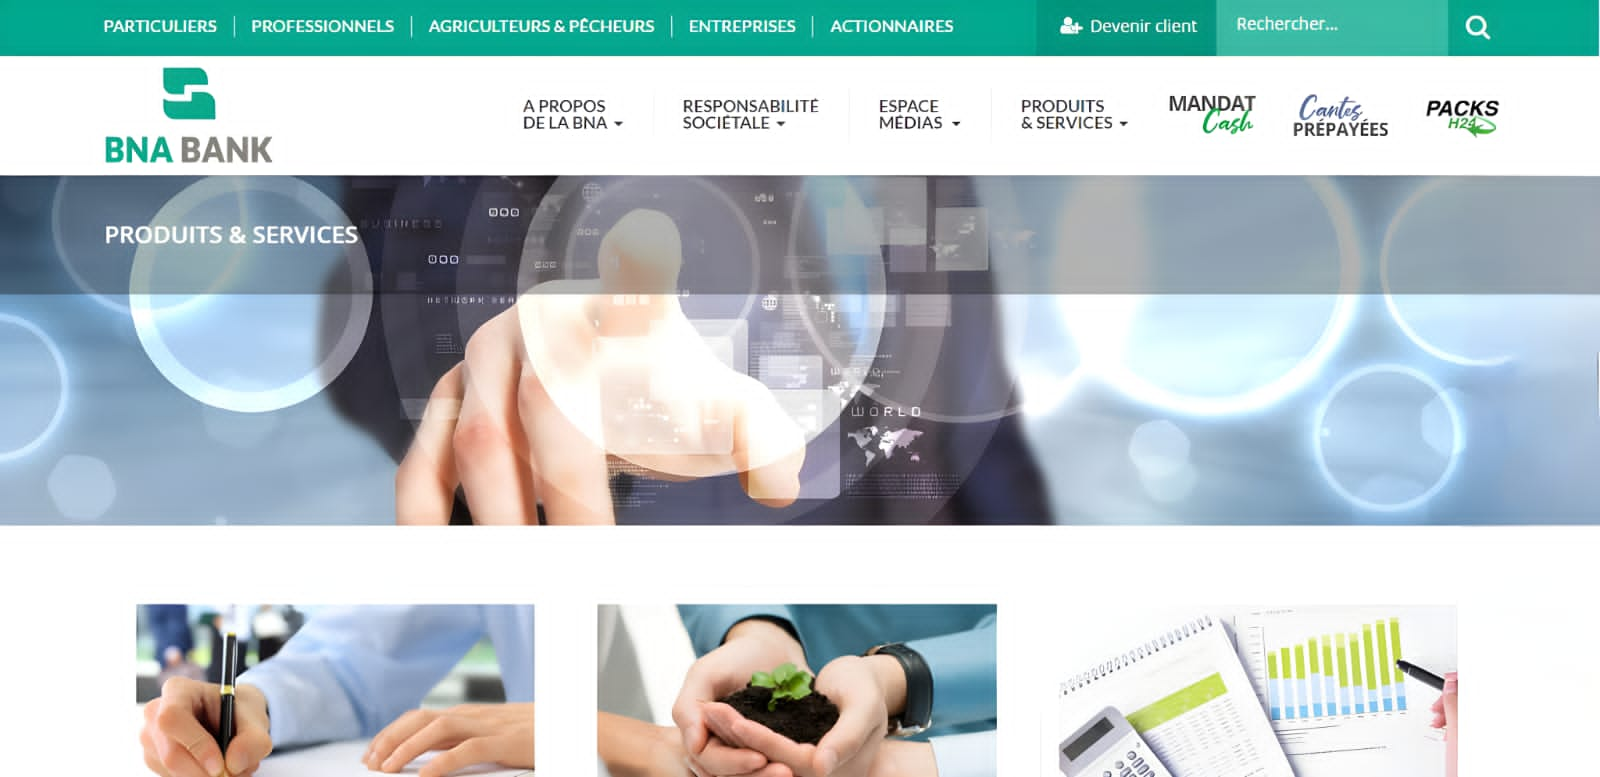 PARTICULIERS
PROFESSIONNELS
AGRICULTEURS & PÊCHEURS
ENTREPRISES
ACTIONNAIRES
Devenir client
Rechercher...
BNA BANK
A PROPOS
DE LA BNA
RESPONSABILITÉ
SOCIÉTALE
ESPACE
MÉDIAS
PRODUITS
& SERVICES
MANDAT
Cash
Cartes
PRÉPAYÉES
PACKS
H24
PRODUITS & SERVICES
BUSINESS
WORLD